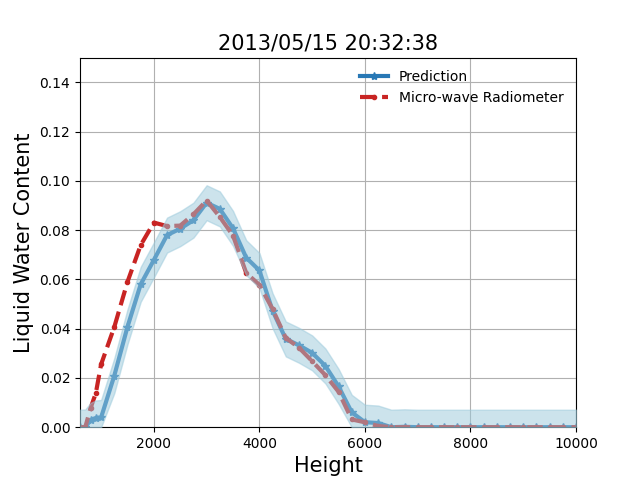 2013/05/15 20:32:38
Prediction
Micro-wave Radiometer
Liquid Water Content
0.14
0.12
0.10
0.08
0.06
0.04
0.02
0.00
2000 4000 6000 8000 10000
Height